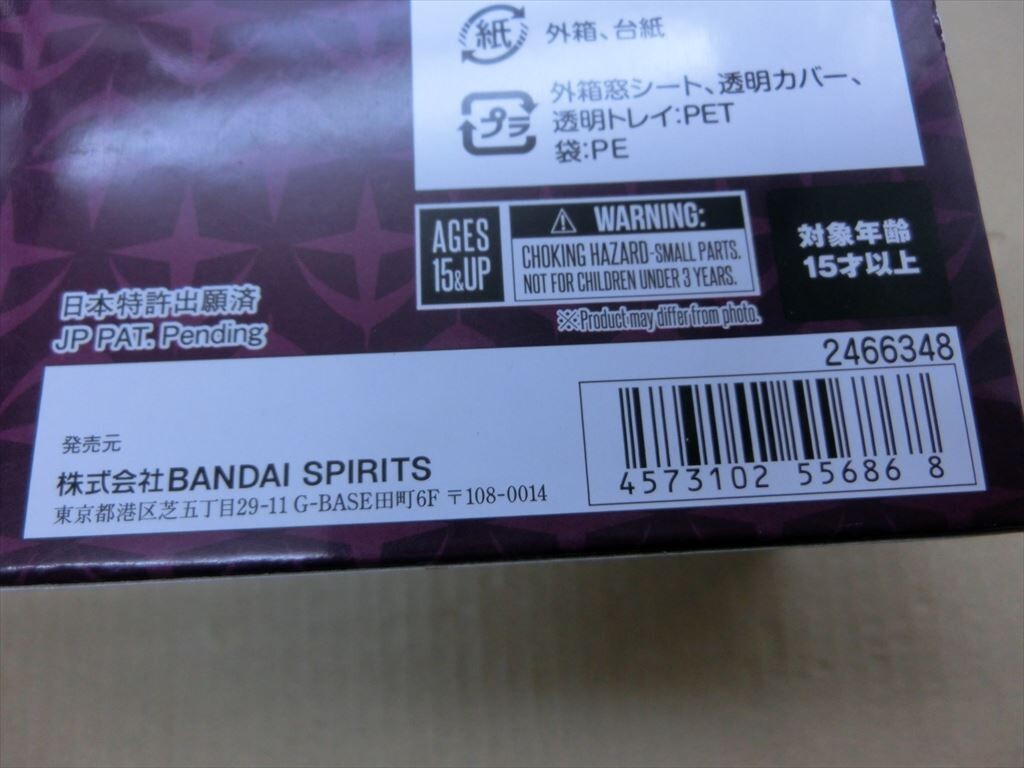 紙
外箱、台紙
プラ
外箱窓シート、透明カバー、
透明トレイ:PET
袋:PE
AGES
15&UP
⚠ WARNING:
CHOKING HAZARD-SMALL PARTS.
NOT FOR CHILDREN UNDER 3 YEARS.
対象年齢
15才以上
※Product may differ from photo.
日本特許出願済
JP PAT. Pending
2466348
発売元
株式会社BANDAI SPIRITS
東京都港区芝五丁目29-11 G-BASE田町6F 〒108-0014
4573102 556868